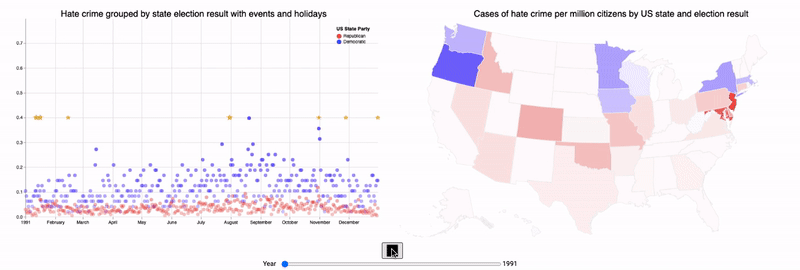 Hate crime grouped by state election result with events and holidays
Cases of hate crime per million citizens by US state and election result
US State Party
Republican
Democratic
0.7
0.6
0.5
0.4
0.3
0.2
0.1
0.0
1991 February March April May June July August September October November December
Year 1991